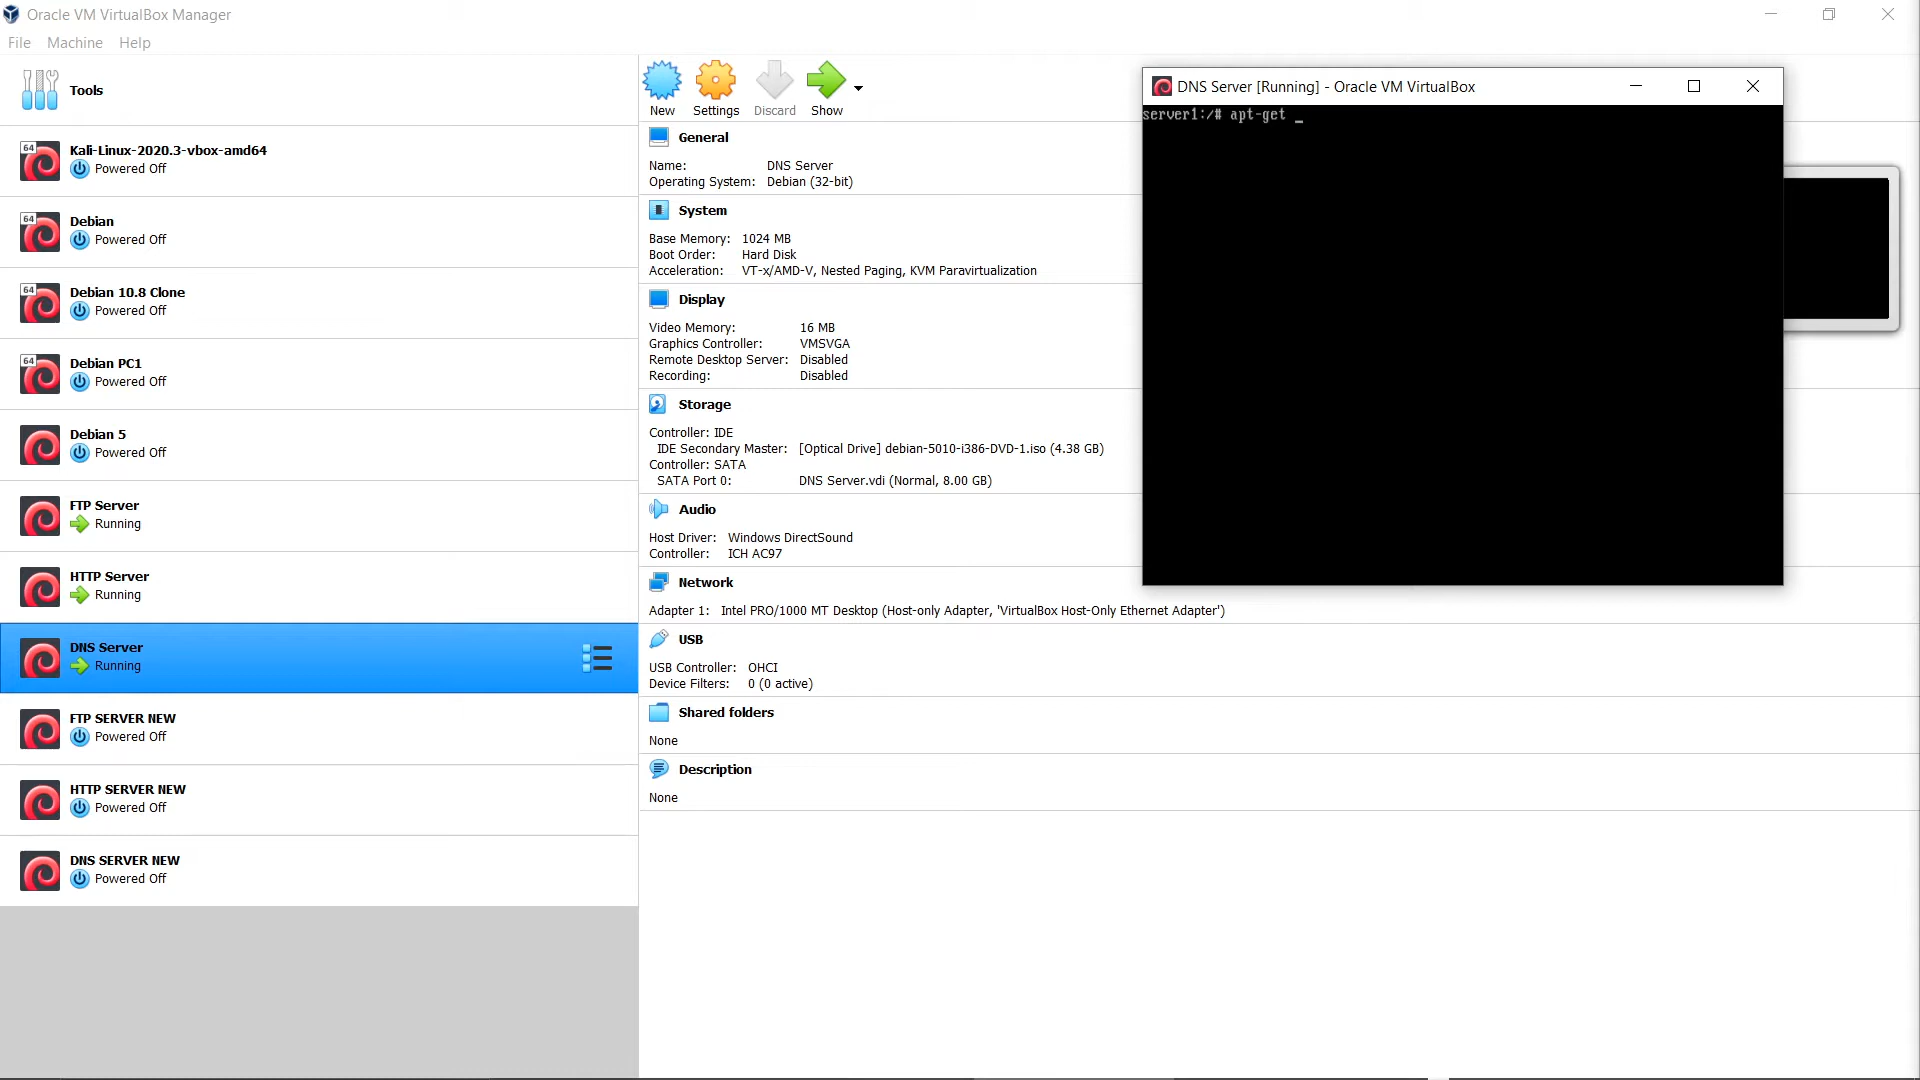 Oracle VM VirtualBox Manager
File Machine Help
Tools
64
Kali-Linux-2020.3-vbox-amd64
Powered Off
64
Debian
Powered Off
64
Debian 10.8 Clone
Powered Off
64
Debian PC1
Powered Off
Debian 5
Powered Off
FTP Server
Running
HTTP Server
Running
DNS Server
Running
FTP SERVER NEW
Powered Off
HTTP SERVER NEW
Powered Off
DNS SERVER NEW
Powered Off
New Settings Discard Show
General
Name: DNS Server
Operating System: Debian (32-bit)
System
Base Memory: 1024 MB
Boot Order: Hard Disk
Acceleration: VT-x/AMD-V, Nested Paging, KVM Paravirtualization
Display
Video Memory: 16 MB
Graphics Controller: VMSVGA
Remote Desktop Server: Disabled
Recording: Disabled
Storage
Controller: IDE
IDE Secondary Master: [Optical Drive] debian-5010-i386-DVD-1.iso (4.38 GB)
Controller: SATA
SATA Port 0: DNS Server.vdi (Normal, 8.00 GB)
Audio
Host Driver: Windows DirectSound
Controller: ICH AC97
Network
Adapter 1: Intel PRO/1000 MT Desktop (Host-only Adapter, 'VirtualBox Host-Only Ethernet Adapter')
USB
USB Controller: OHCI
Device Filters: 0 (0 active)
Shared folders
None
Description
None
DNS Server [Running] - Oracle VM VirtualBox
server1:/# apt-get _